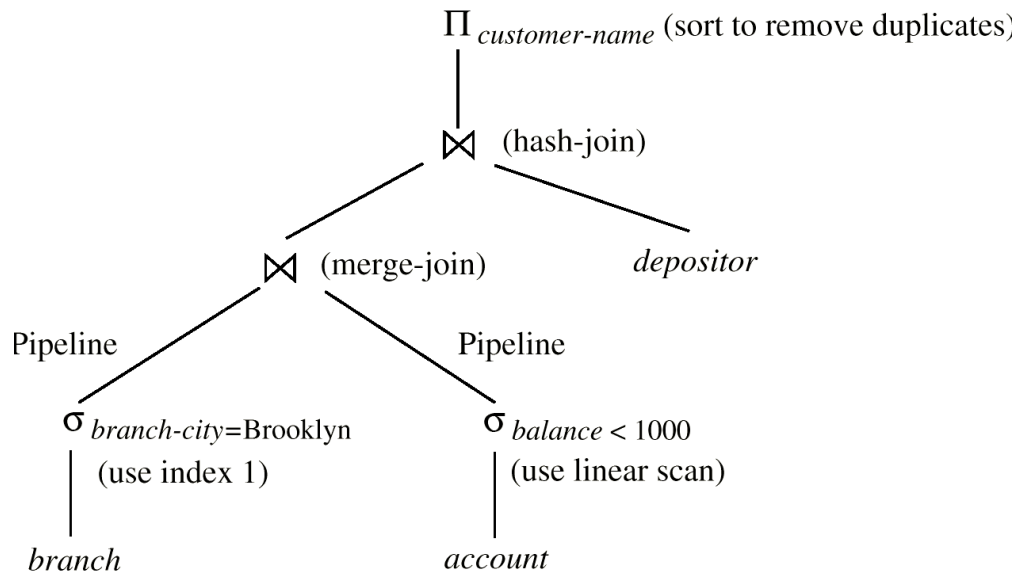 Π customer-name (sort to remove duplicates)
⋈ (hash-join)
⋈ (merge-join)
depositor
Pipeline
Pipeline
σ branch-city=Brooklyn
σ balance < 1000
(use index 1)
(use linear scan)
branch
account